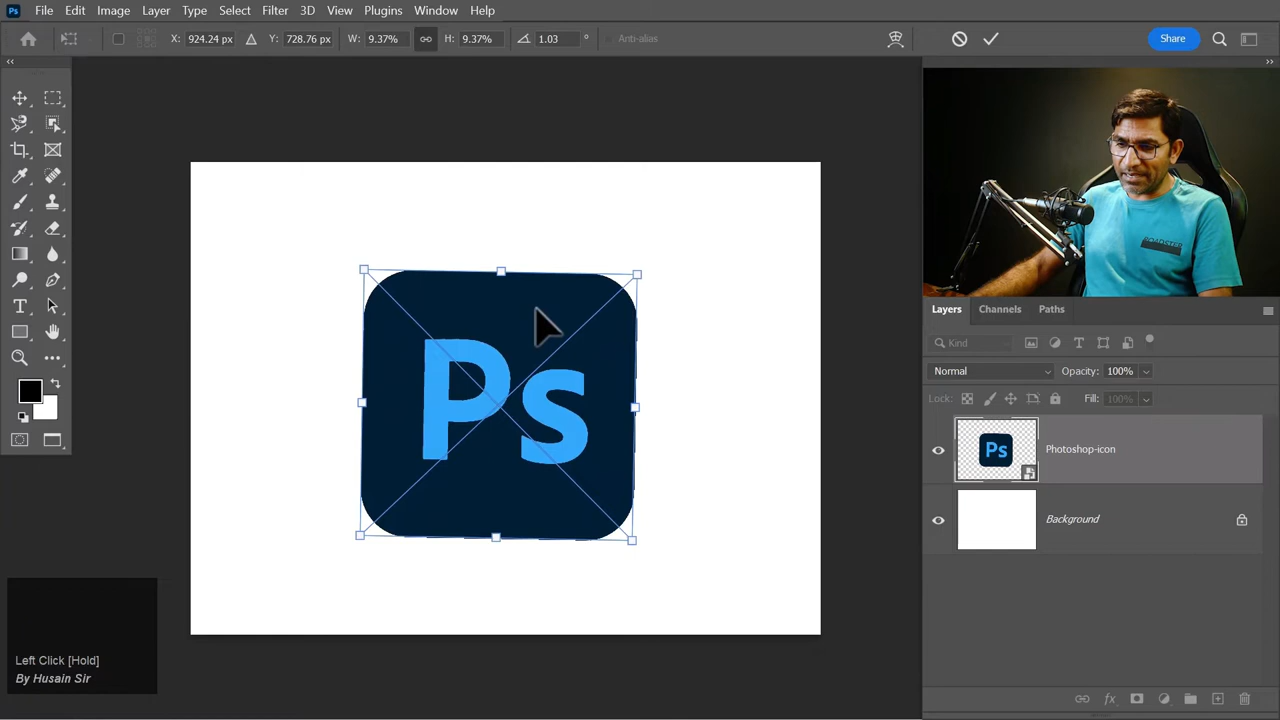 Ps File Edit Image Layer Type Select Filter 3D View Plugins Window Help
X: 924.24 px Y: 728.76 px W: 9.37% H: 9.37% 1.03 ° Anti-alias Share
Ps
T
Layers Channels Paths
Kind
Normal Opacity: 100%
Lock: Fill: 100%
Ps Photoshop-icon
Background
Left Click [Hold]
By Husain Sir